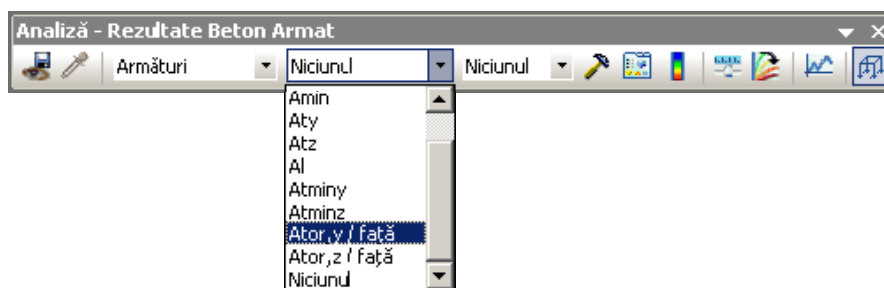 Analiză - Rezultate Beton Armat
Armături Niciunul Niciunul
Amin
Aty
Atz
Al
Atminy
Atminz
Ator,y / față
Ator,z / față
Niciunul